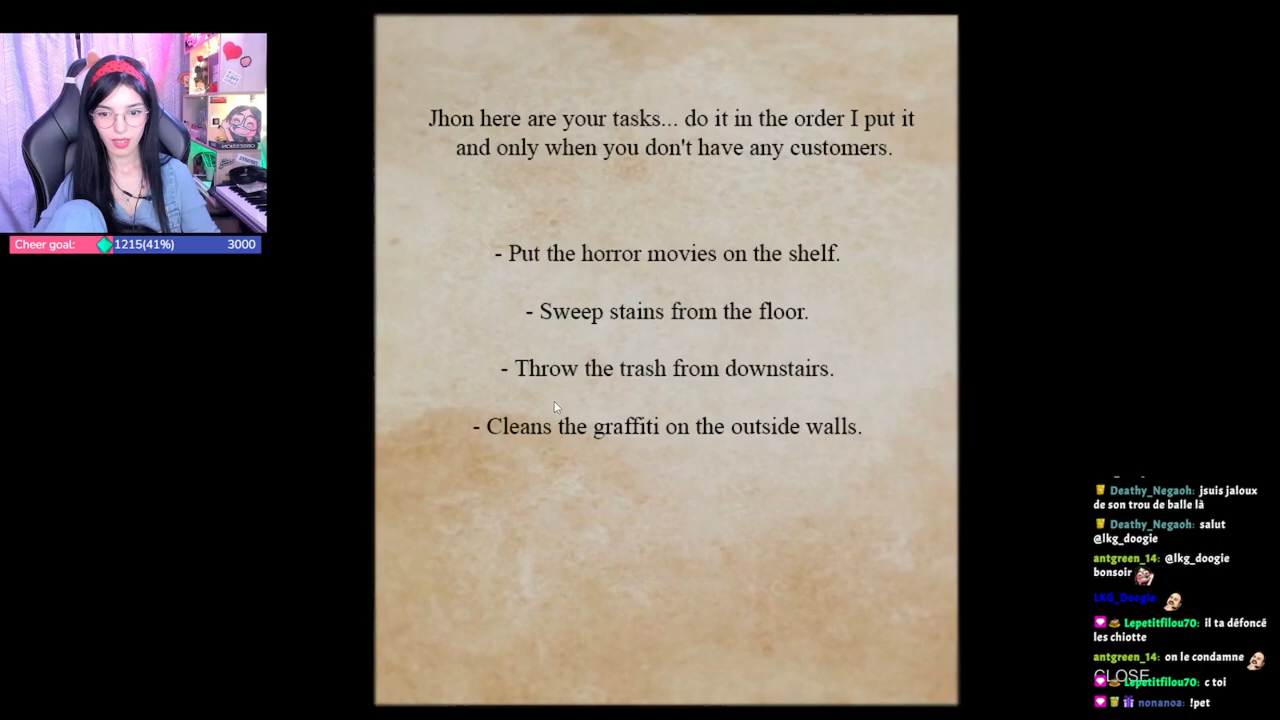 Jhon here are your tasks... do it in the order I put it
and only when you don't have any customers.
- Put the horror movies on the shelf.
- Sweep stains from the floor.
- Throw the trash from downstairs.
- Cleans the graffiti on the outside walls.
Cheer goal: 1215(41%) 3000
Deathy_Negaoh: jsuis jaloux
de son trou de balle là
Deathy_Negaoh: salut
@lkg_doogie
antgreen_14: @lkg_doogie
bonsoir
LKG_Doogie
Lepetitfilou70: il ta défoncé
les chiotte
antgreen_14: on le condamne
CLOSE
Lepetitfilou70: c toi
nonanoa: !pet